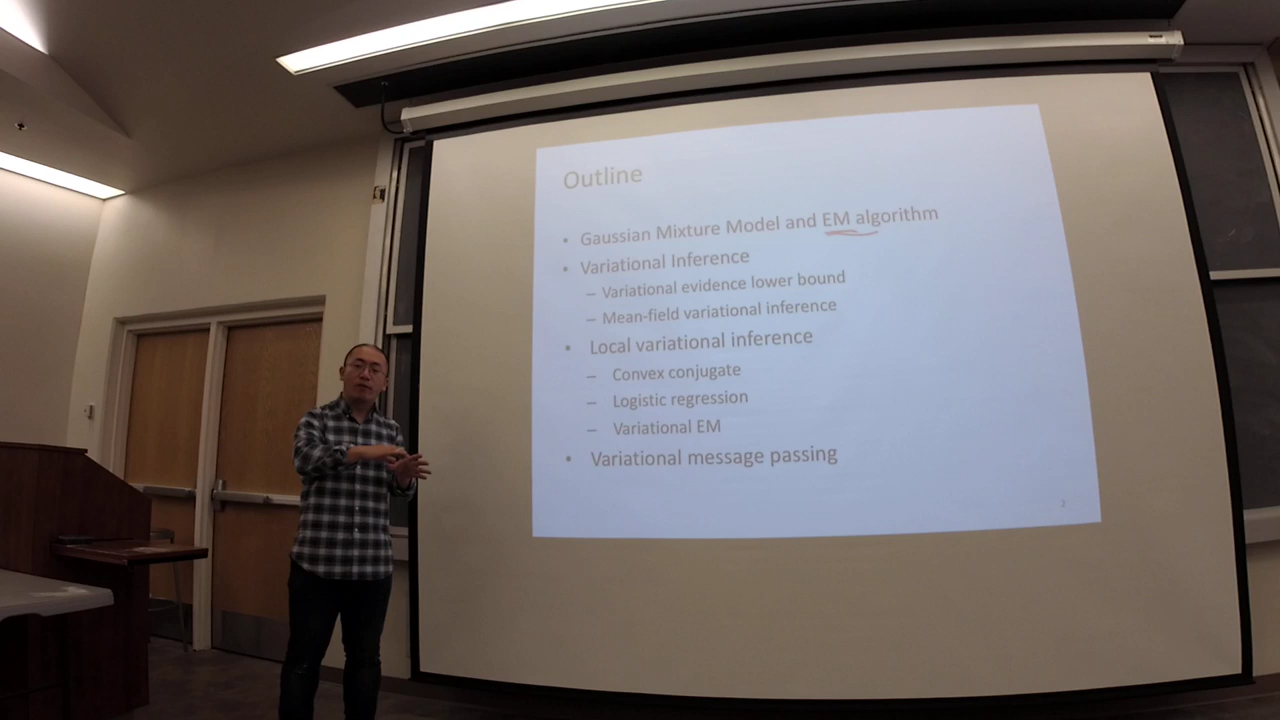 Outline
• Gaussian Mixture Model and EM algorithm
• Variational Inference
– Variational evidence lower bound
– Mean-field variational inference
• Local variational inference
– Convex conjugate
– Logistic regression
– Variational EM
• Variational message passing
2